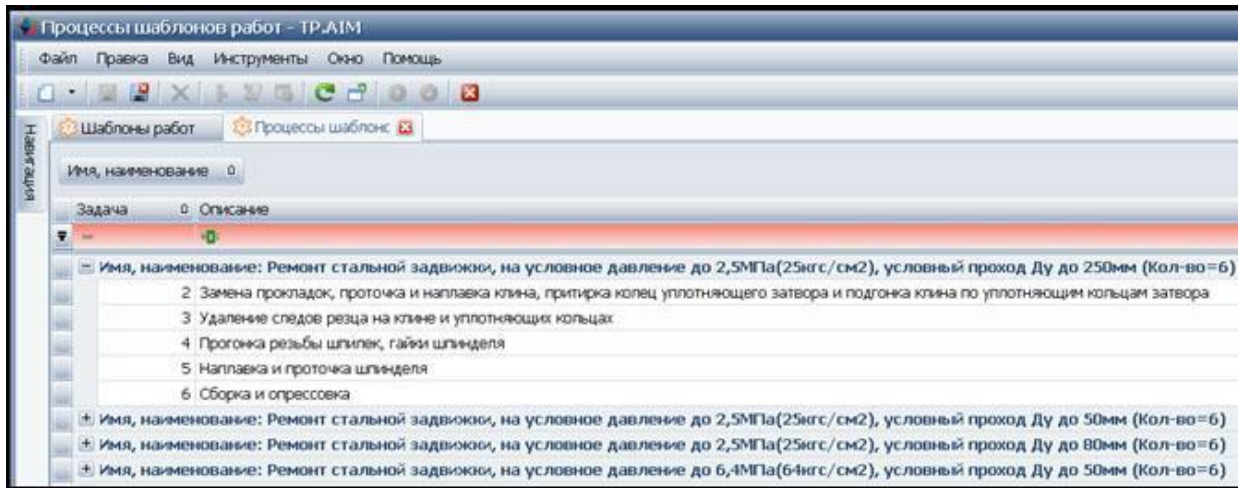 Процессы шаблонов работ - TP.AIM
Файл Правка Вид Инструменты Окно Помощь
Навигация
Шаблоны работ Процессы шаблонс
Имя, наименование
Задача Описание
Имя, наименование: Ремонт стальной задвижки, на условное давление до 2,5МПа(25кгс/см2), условный проход Ду до 250мм (Кол-во=6)
2 Замена прокладок, проточка и наплавка клина, притирка колец уплотняющего затвора и подгонка клина по уплотняющим кольцам затвора
3 Удаление следов резца на клине и уплотняющих кольцах
4 Прогонка резьбы шпилек, гайки шпинделя
5 Наплавка и проточка шпинделя
6 Сборка и опрессовка
Имя, наименование: Ремонт стальной задвижки, на условное давление до 2,5МПа(25кгс/см2), условный проход Ду до 50мм (Кол-во=6)
Имя, наименование: Ремонт стальной задвижки, на условное давление до 2,5МПа(25кгс/см2), условный проход Ду до 80мм (Кол-во=6)
Имя, наименование: Ремонт стальной задвижки, на условное давление до 6,4МПа(64кгс/см2), условный проход Ду до 50мм (Кол-во=6)